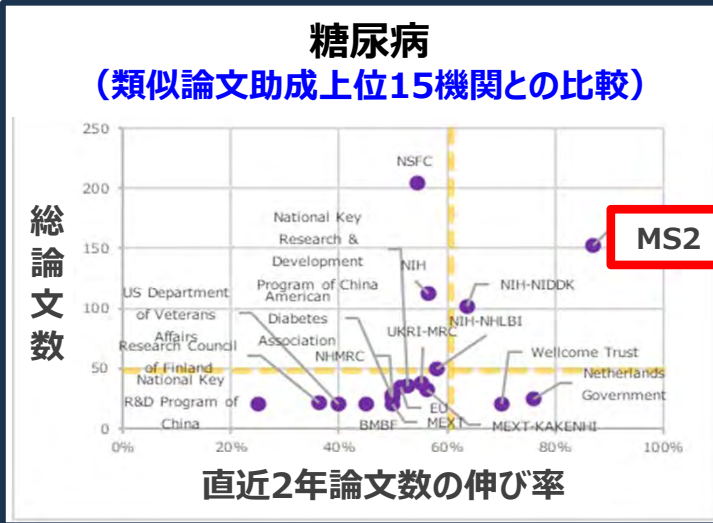 糖尿病
(類似論文助成上位15機関との比較)
250
200
150
100
50
0
総論文数
NSFC
National Key
Research &
Development
Program of China
NIH
MS2
NIH-NIDDK
US Department
of Veterans
Affairs
American
Diabetes
Association
UKRI-MRC
NIH-NHLBI
Research Council
of Finland
NHMRC
Wellcome Trust
National Key
R&D Program of
China
EU
Netherlands
Government
BMBF
MEXT
MEXT-KAKENHI
0%
20%
40%
60%
80%
100%
直近2年論文数の伸び率